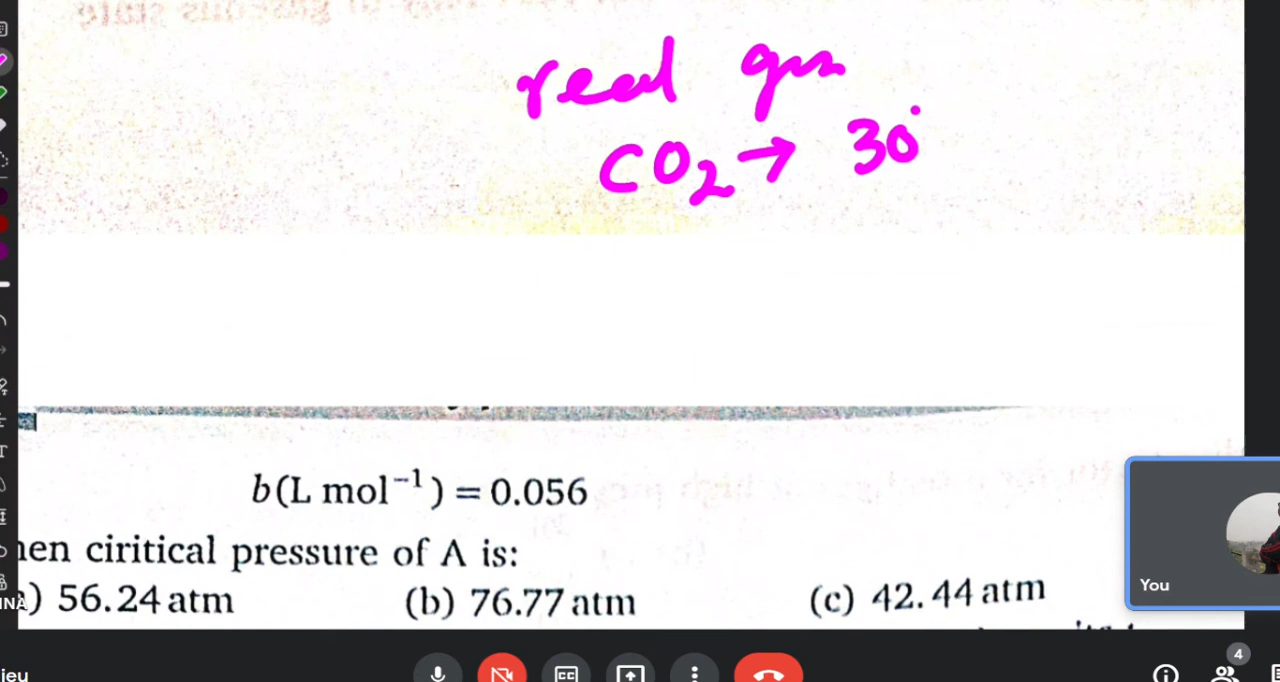 real gas
CO₂ → 30°
b(L mol⁻¹) = 0.056
ciritical pressure of A is:
56.24 atm (b) 76.77 atm (c) 42.44 atm
You
4